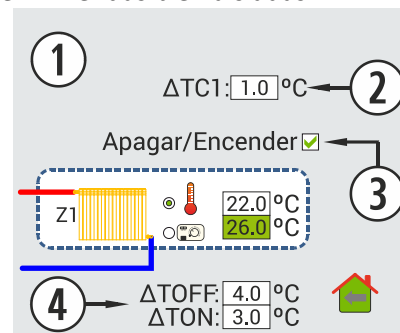 1
ΔTC1: 1.0 ºC
2
Apagar/Encender
3
Z1
22.0 ºC
26.0 ºC
4
ΔTOFF: 4.0 ºC
ΔTON: 3.0 ºC